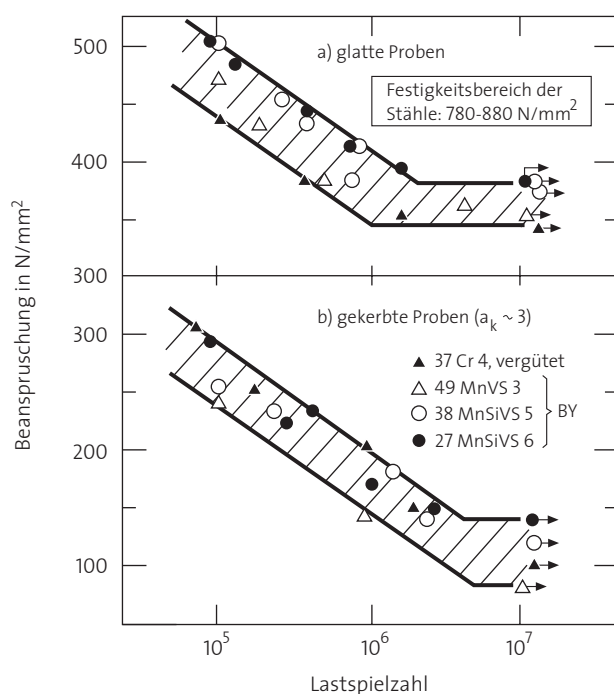 500
400
300
a) glatte Proben
Festigkeitsbereich der
Stähle: 780-880 N/mm²
Beanspruschung in N/mm²
300
200
100
b) gekerbte Proben (aₖ ~ 3)
37 Cr 4, vergütet
49 MnVS 3
38 MnSiVS 5
27 MnSiVS 6
BY
10⁵
10⁶
10⁷
Lastspielzahl